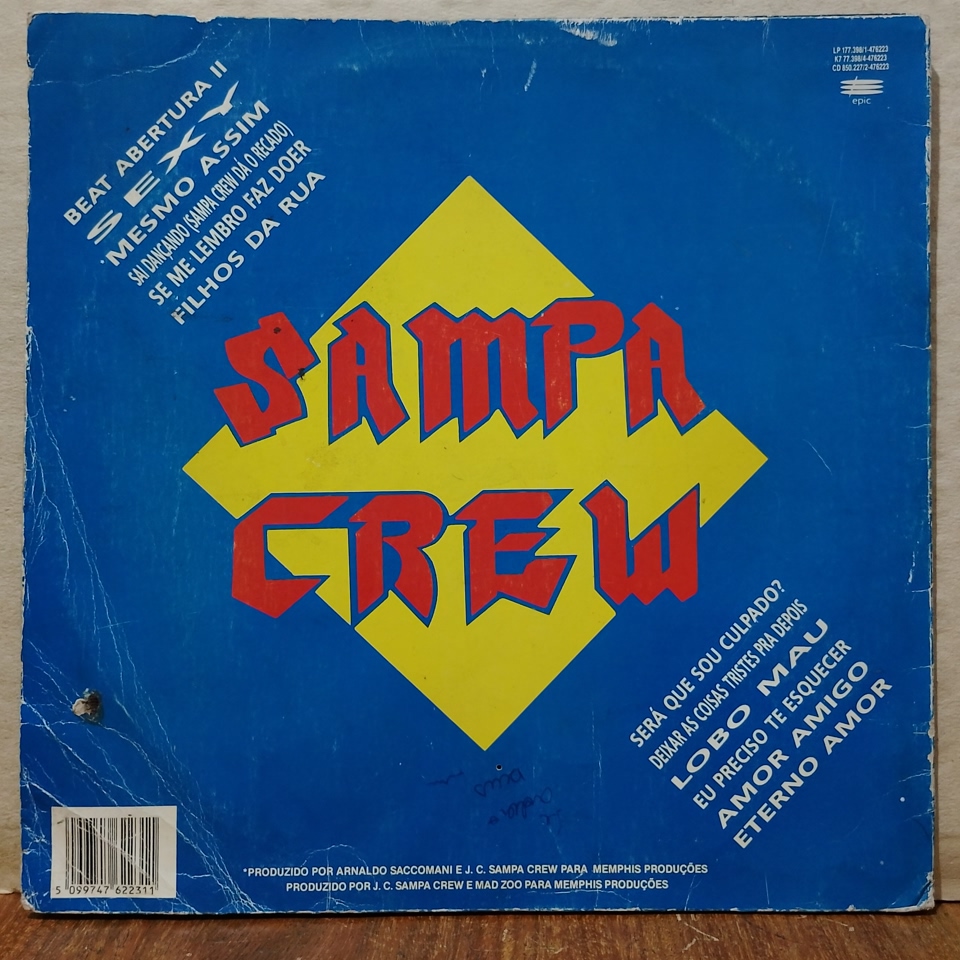 LP 177.398/1-476223
K7 77.398/4-476223
CD 850.227/2-476223
epic
BEAT ABERTURA II
SEXY
*MESMO ASSIM
SAI DANÇANDO (SAMPA CREW DÁ O RECADO)
SE ME LEMBRO FAZ DOER
FILHOS DA RUA
SAMPA
CREW
SERÁ QUE SOU CULPADO?
DEIXAR AS COISAS TRISTES PRA DEPOIS
LOBO MAU
EU PRECISO TE ESQUECER
AMOR AMIGO
ETERNO AMOR
5 099747 622311
*PRODUZIDO POR ARNALDO SACCOMANI E J. C. SAMPA CREW PARA MEMPHIS PRODUÇÕES
PRODUZIDO POR J. C. SAMPA CREW E MAD ZOO PARA MEMPHIS PRODUÇÕES